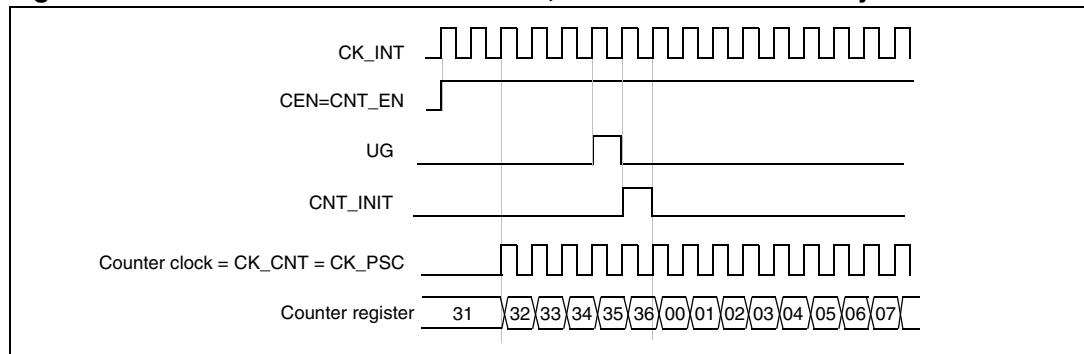 CK_INT
CEN=CNT_EN
UG
CNT_INIT
Counter clock = CK_CNT = CK_PSC
Counter register 31 32 33 34 35 36 00 01 02 03 04 05 06 07